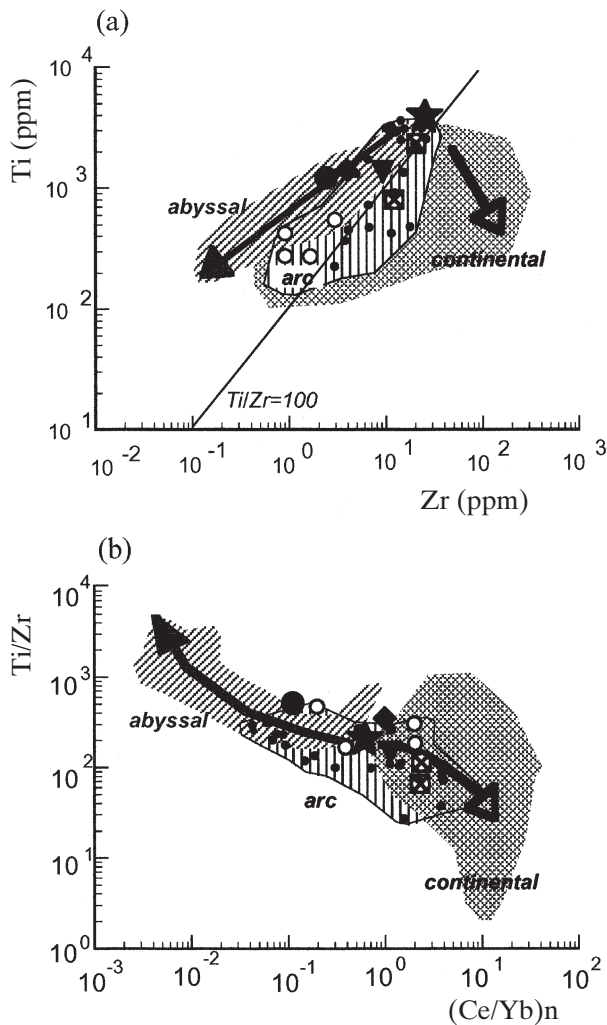 (a)
Ti (ppm)
10 4
10 3
10 2
10 1
abyssal
arc
continental
Ti/Zr=100
10 -2
10 -1
10 0
10 1
10 2
10 3
Zr (ppm)
(b)
Ti/Zr
10 4
10 3
10 2
10 1
10 0
abyssal
arc
continental
10 -3
10 -2
10 -1
10 0
10 1
10 2
(Ce/Yb)n